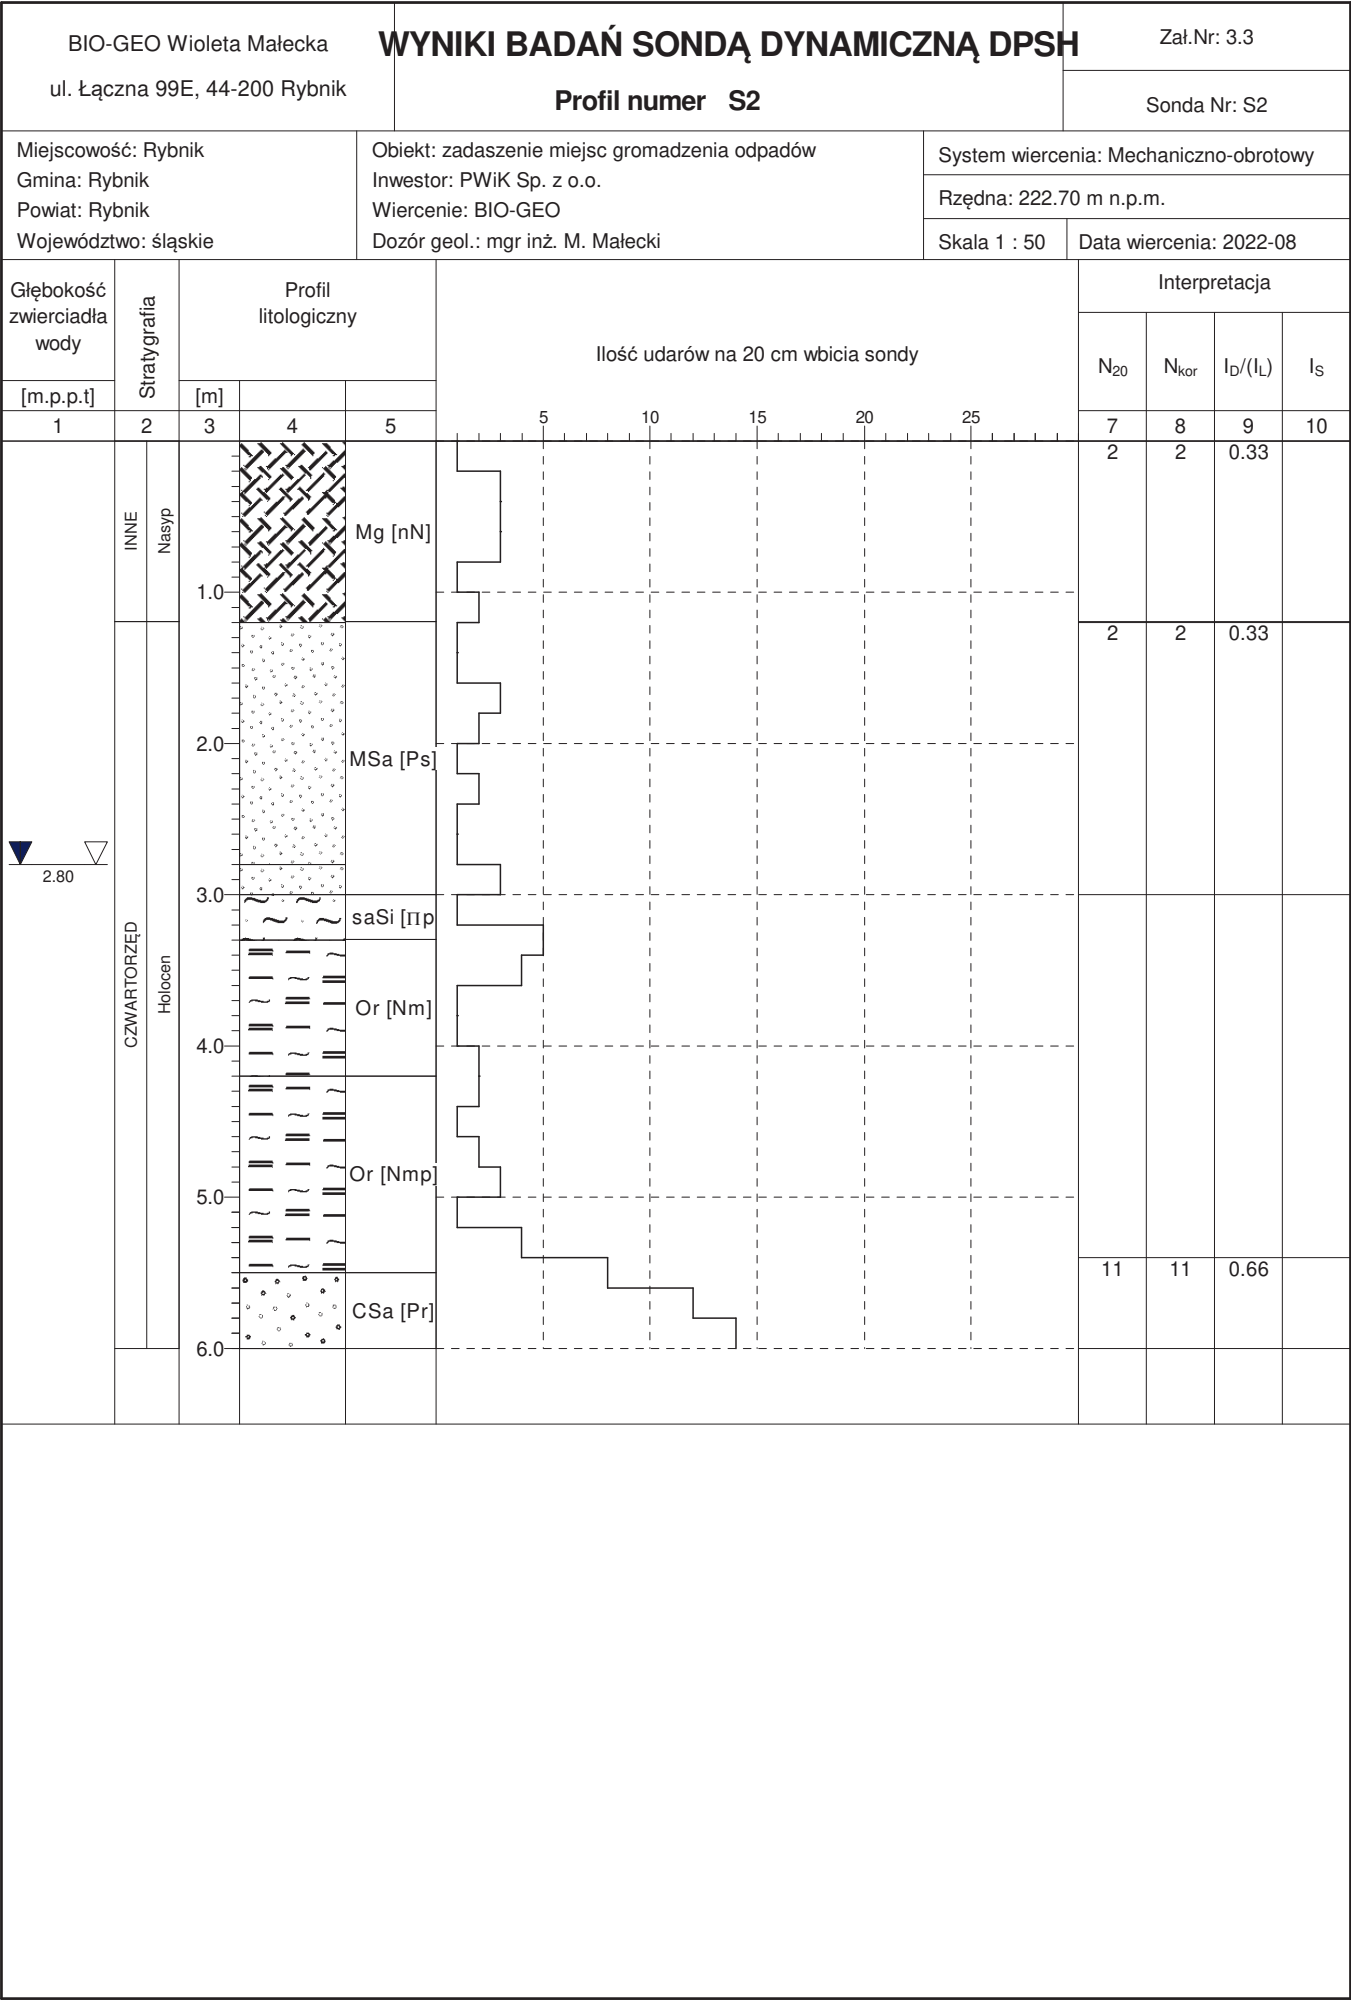 BIO-GEO Wioleta Małecka
ul. Łączna 99E, 44-200 Rybnik
WYNIKI BADAŃ SONDĄ DYNAMICZNĄ DPSH
Profil numer S2
Zał.Nr: 3.3
Sonda Nr: S2
Miejscowość: Rybnik
Gmina: Rybnik
Powiat: Rybnik
Województwo: śląskie
Obiekt: zadaszenie miejsc gromadzenia odpadów
Inwestor: PWiK Sp. z o.o.
Wiercenie: BIO-GEO
Dozór geol.: mgr inż. M. Małecki
System wiercenia: Mechaniczno-obrotowy
Rzędna: 222.70 m n.p.m.
Skala 1 : 50
Data wiercenia: 2022-08
Głębokość
zwierciadła
wody
[m.p.p.t]
Stratygrafia
Profil
litologiczny
[m]
Ilość udarów na 20 cm wbicia sondy
Interpretacja
N20 Nkor ID/(IL) IS
5 10 15 20 25
1 2 3 4 5 7 8 9 10
2 2 0.33
INNE
Nasyp
Mg [nN]
1.0
2 2 0.33
2.0
MSa [Ps]
2.80
3.0
saSi [Πp
CZWARTORZĘD
Holocen
Or [Nm]
4.0
Or [Nmp]
5.0
11 11 0.66
CSa [Pr]
6.0